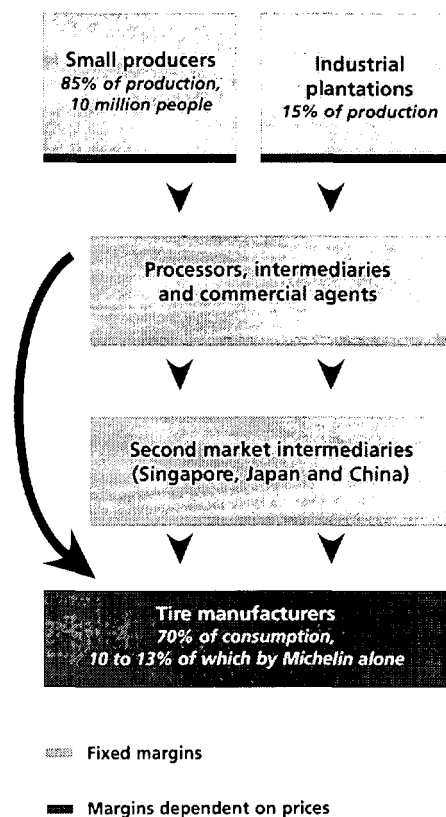 Small producers
85% of production,
10 million people
Industrial
plantations
15% of production
Processors, intermediaries
and commercial agents
Second market intermediaries
(Singapore, Japan and China)
Tire manufacturers
70% of consumption,
10 to 13% of which by Michelin alone
Fixed margins
Margins dependent on prices